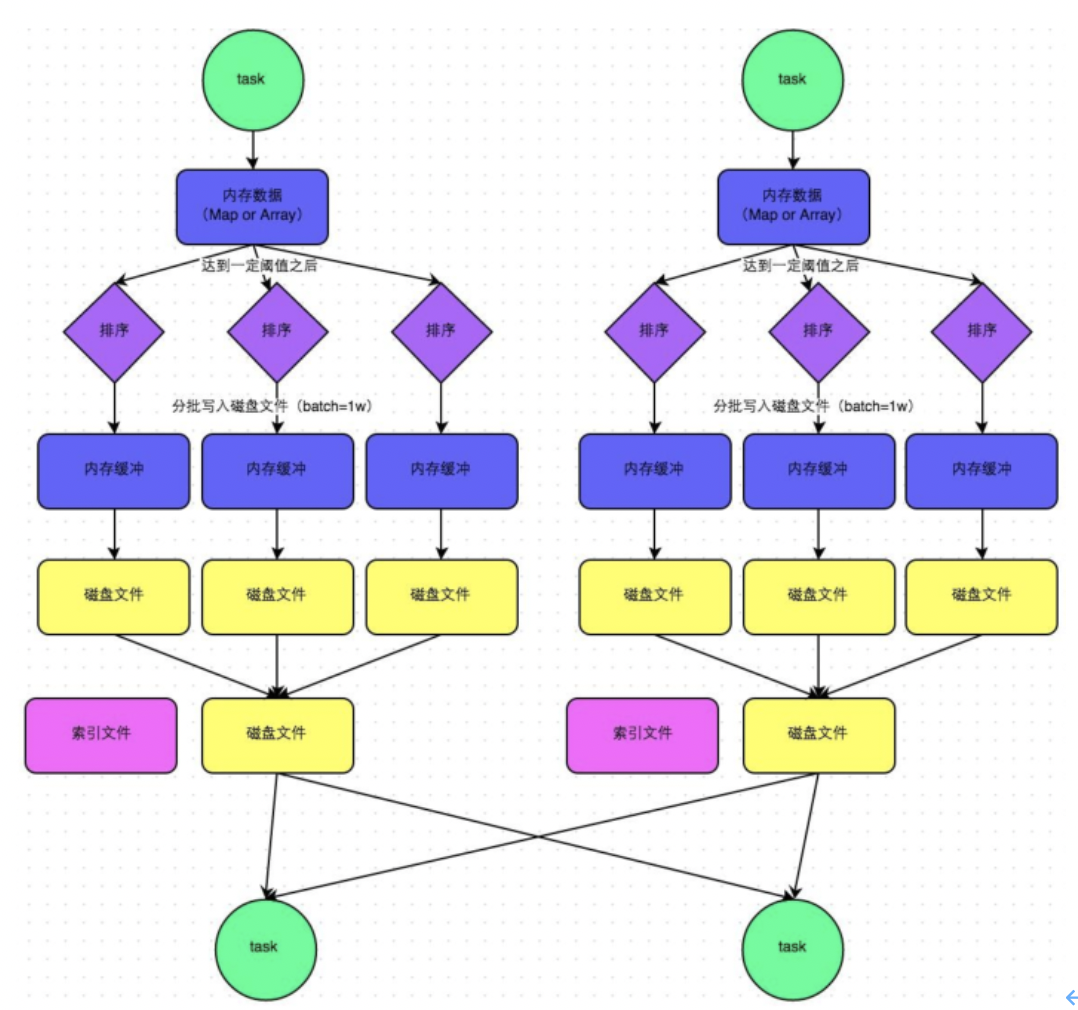 task
task
内存数据
（Map or Array）
内存数据
（Map or Array）
达到一定阈值之后
达到一定阈值之后
排序
排序
排序
排序
排序
排序
分批写入磁盘文件（batch=1w）
分批写入磁盘文件（batch=1w）
内存缓冲
内存缓冲
内存缓冲
内存缓冲
内存缓冲
内存缓冲
磁盘文件
磁盘文件
磁盘文件
磁盘文件
磁盘文件
磁盘文件
索引文件
磁盘文件
索引文件
磁盘文件
task
task